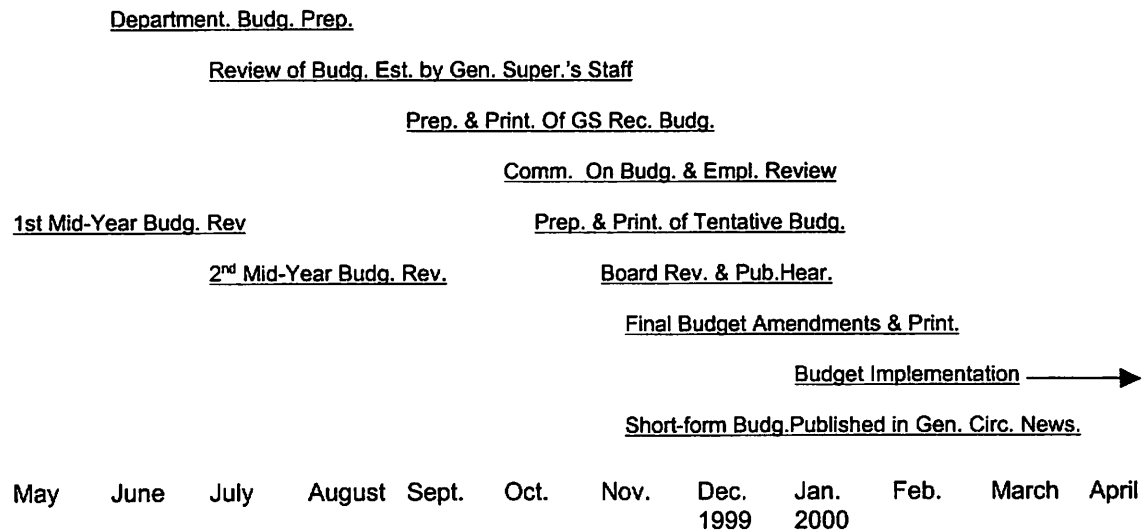 Department. Budg. Prep.
Review of Budg. Est. by Gen. Super.'s Staff
Prep. & Print. Of GS Rec. Budg.
Comm. On Budg. & Empl. Review
1st Mid-Year Budg. Rev Prep. & Print. of Tentative Budg.
2nd Mid-Year Budg. Rev. Board Rev. & Pub.Hear.
Final Budget Amendments & Print.
Budget Implementation
Short-form Budg.Published in Gen. Circ. News.
May June July August Sept. Oct. Nov. Dec. Jan. Feb. March April
1999 2000